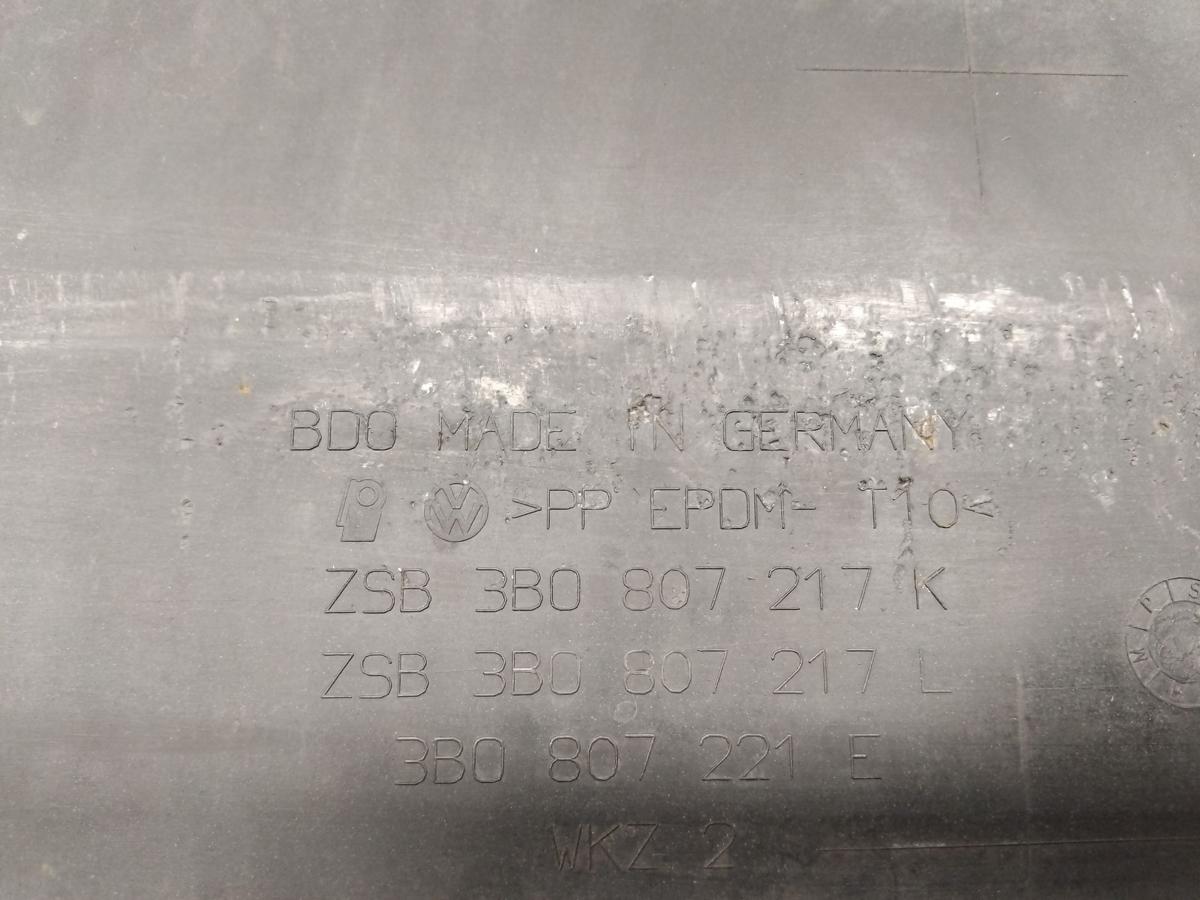 BDO MADE IN GERMANY
VW >PP EPDM- T10<
ZSB 3B0 807 217 K
ZSB 3B0 807 217 L
3B0 807 221 E
WKZ 2